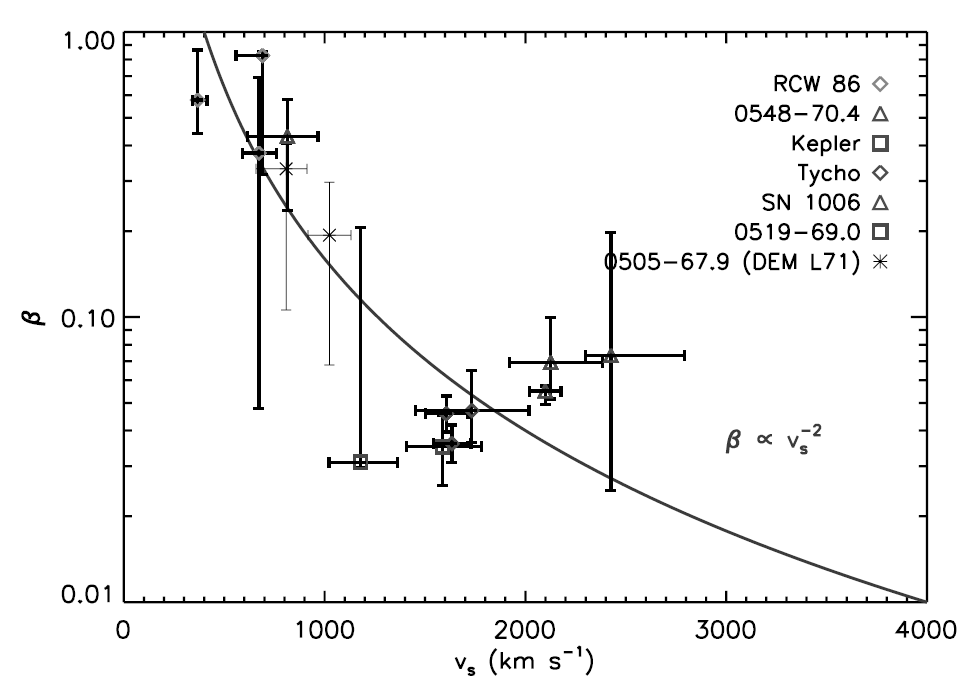 1.00
RCW 86
0548−70.4
Kepler
Tycho
SN 1006
0519−69.0
0505−67.9 (DEM L71)
β
0.10
β ∝ vₛ⁻²
0.01
0 1000 2000 3000 4000
vₛ (km s⁻¹)